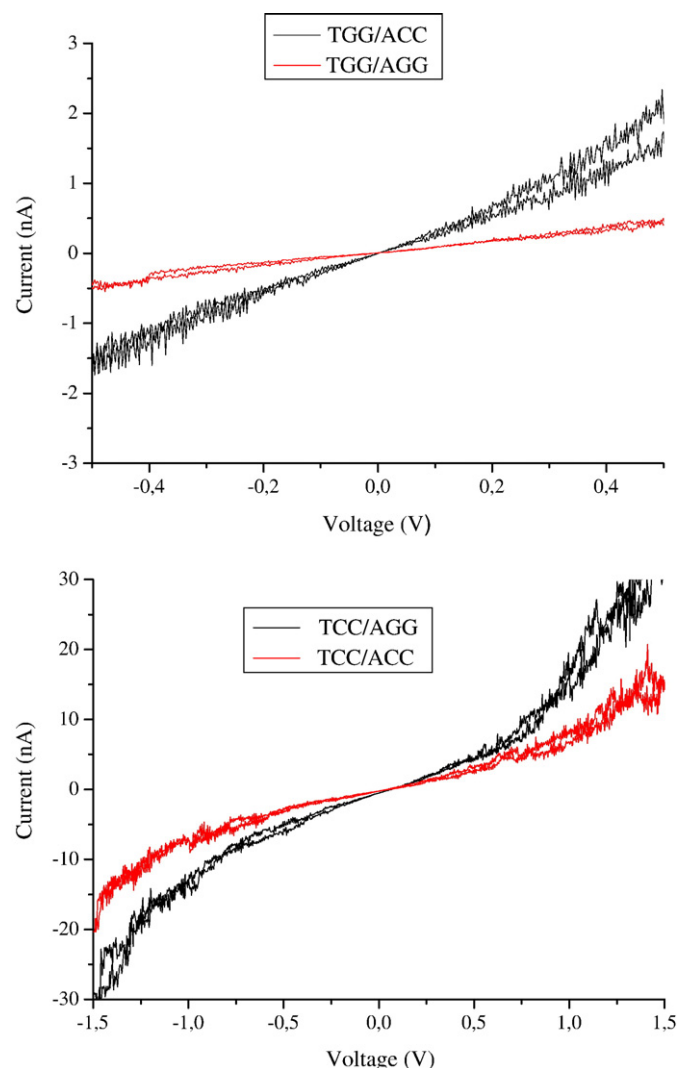 TGG/ACC
TGG/AGG
3
2
1
0
-1
-2
-3
Current (nA)
-0,4 -0,2 0,0 0,2 0,4
Voltage (V)
TCC/AGG
TCC/ACC
30
20
10
0
-10
-20
-30
Current (nA)
-1,5 -1,0 -0,5 0,0 0,5 1,0 1,5
Voltage (V)